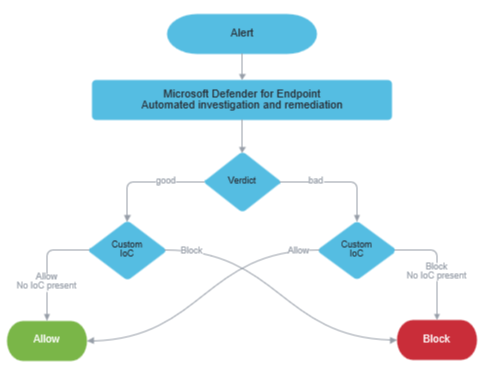 Alert
Microsoft Defender for Endpoint
Automated investigation and remediation
Verdict
good
bad
Custom
IoC
Custom
IoC
Block
Allow
Allow
No IoC present
Block
No IoC present
Allow
Block